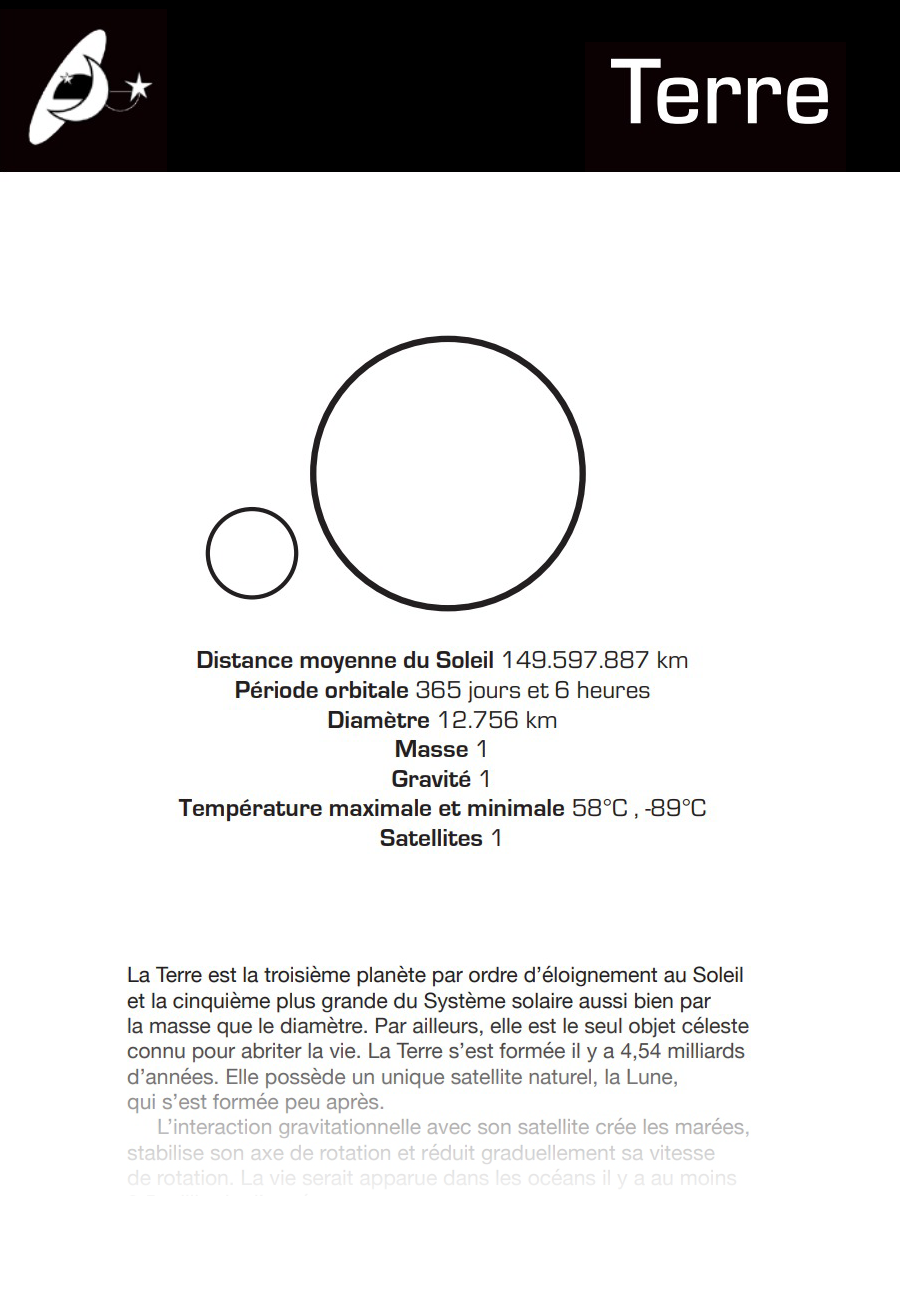 Terre
Distance moyenne du Soleil 149.597.887 km
Période orbitale 365 jours et 6 heures
Diamètre 12.756 km
Masse 1
Gravité 1
Température maximale et minimale 58°C , -89°C
Satellites 1
La Terre est la troisième planète par ordre d’éloignement au Soleil
et la cinquième plus grande du Système solaire aussi bien par
la masse que le diamètre. Par ailleurs, elle est le seul objet céleste
connu pour abriter la vie. La Terre s’est formée il y a 4,54 milliards
d’années. Elle possède un unique satellite naturel, la Lune,
qui s’est formée peu après.
L’interaction gravitationnelle avec son satellite crée les marées,
stabilise son axe de rotation et réduit graduellement sa vitesse
de rotation. La vie serait apparue dans les océans il y a au moins